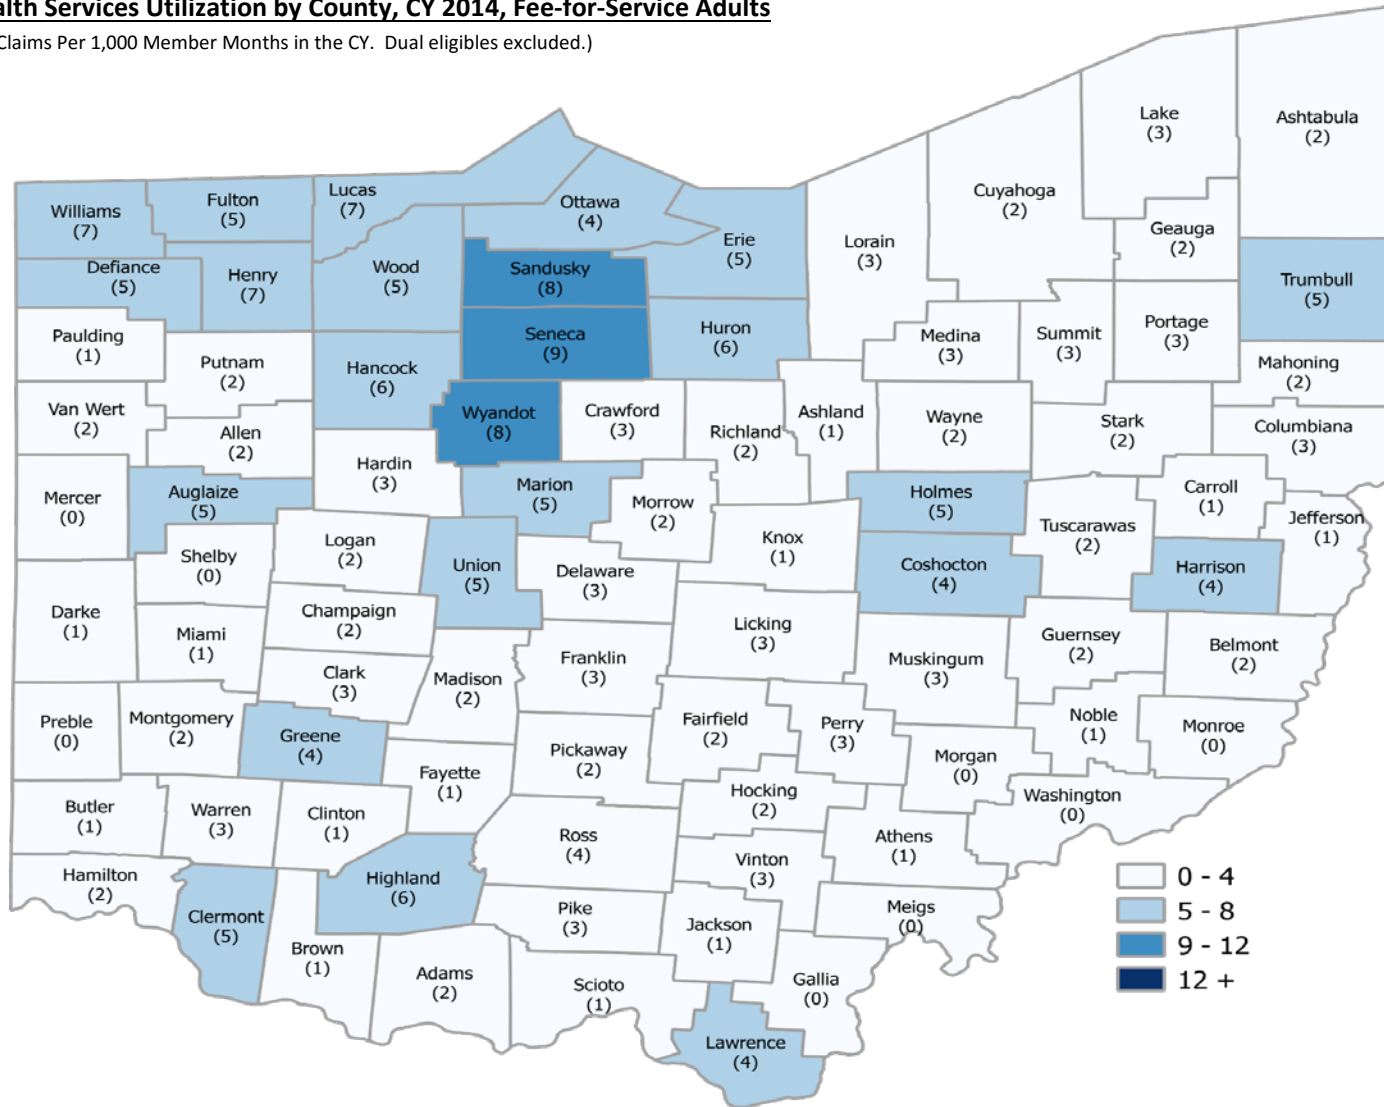 alth Services Utilization by County, CY 2014, Fee-for-Service Adults
Claims Per 1,000 Member Months in the CY.  Dual eligibles excluded.)
Lake
(3)
Ashtabula
(2)
Cuyahoga
(2)
Geauga
(2)
Lorain
(3)
Trumbull
(5)
Williams
(7)
Fulton
(5)
Lucas
(7)
Ottawa
(4)
Erie
(5)
Defiance
(5)
Henry
(7)
Wood
(5)
Sandusky
(8)
Paulding
(1)
Putnam
(2)
Hancock
(6)
Seneca
(9)
Huron
(6)
Medina
(3)
Summit
(3)
Portage
(3)
Mahoning
(2)
Van Wert
(2)
Allen
(2)
Wyandot
(8)
Crawford
(3)
Richland
(2)
Ashland
(1)
Wayne
(2)
Stark
(2)
Columbiana
(3)
Hardin
(3)
Mercer
(0)
Auglaize
(5)
Marion
(5)
Morrow
(2)
Holmes
(5)
Carroll
(1)
Jefferson
(1)
Shelby
(0)
Logan
(2)
Union
(5)
Delaware
(3)
Knox
(1)
Coshocton
(4)
Tuscarawas
(2)
Harrison
(4)
Darke
(1)
Miami
(1)
Champaign
(2)
Licking
(3)
Guernsey
(2)
Belmont
(2)
Clark
(3)
Madison
(2)
Franklin
(3)
Muskingum
(3)
Preble
(0)
Montgomery
(2)
Greene
(4)
Fairfield
(2)
Perry
(3)
Noble
(1)
Monroe
(0)
Fayette
(1)
Pickaway
(2)
Morgan
(0)
Washington
(0)
Butler
(1)
Warren
(3)
Clinton
(1)
Hocking
(2)
Ross
(4)
Athens
(1)
Hamilton
(2)
Highland
(6)
Vinton
(3)
Clermont
(5)
Pike
(3)
Jackson
(1)
Meigs
(0)
Brown
(1)
Adams
(2)
Scioto
(1)
Gallia
(0)
Lawrence
(4)
0 - 4
5 - 8
9 - 12
12 +